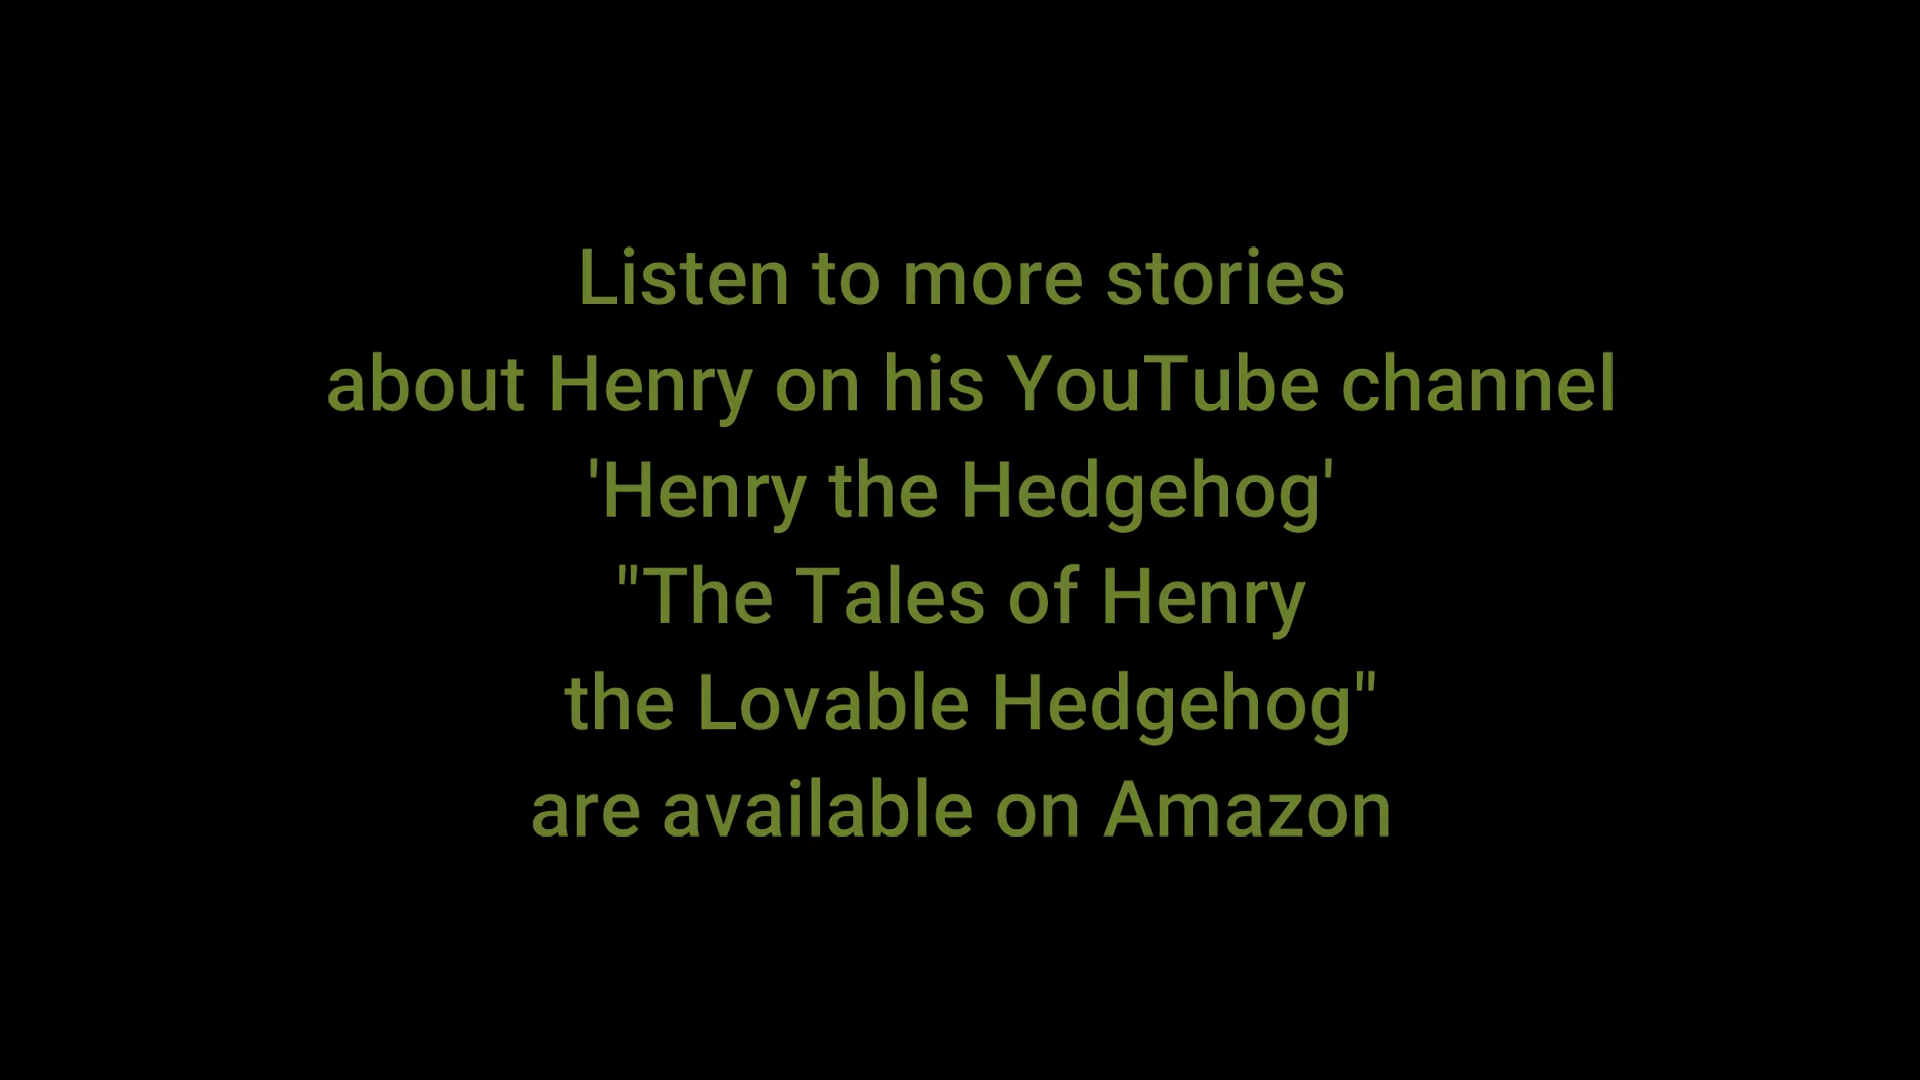 Listen to more stories
about Henry on his YouTube channel
'Henry the Hedgehog'
"The Tales of Henry
the Lovable Hedgehog"
are available on Amazon